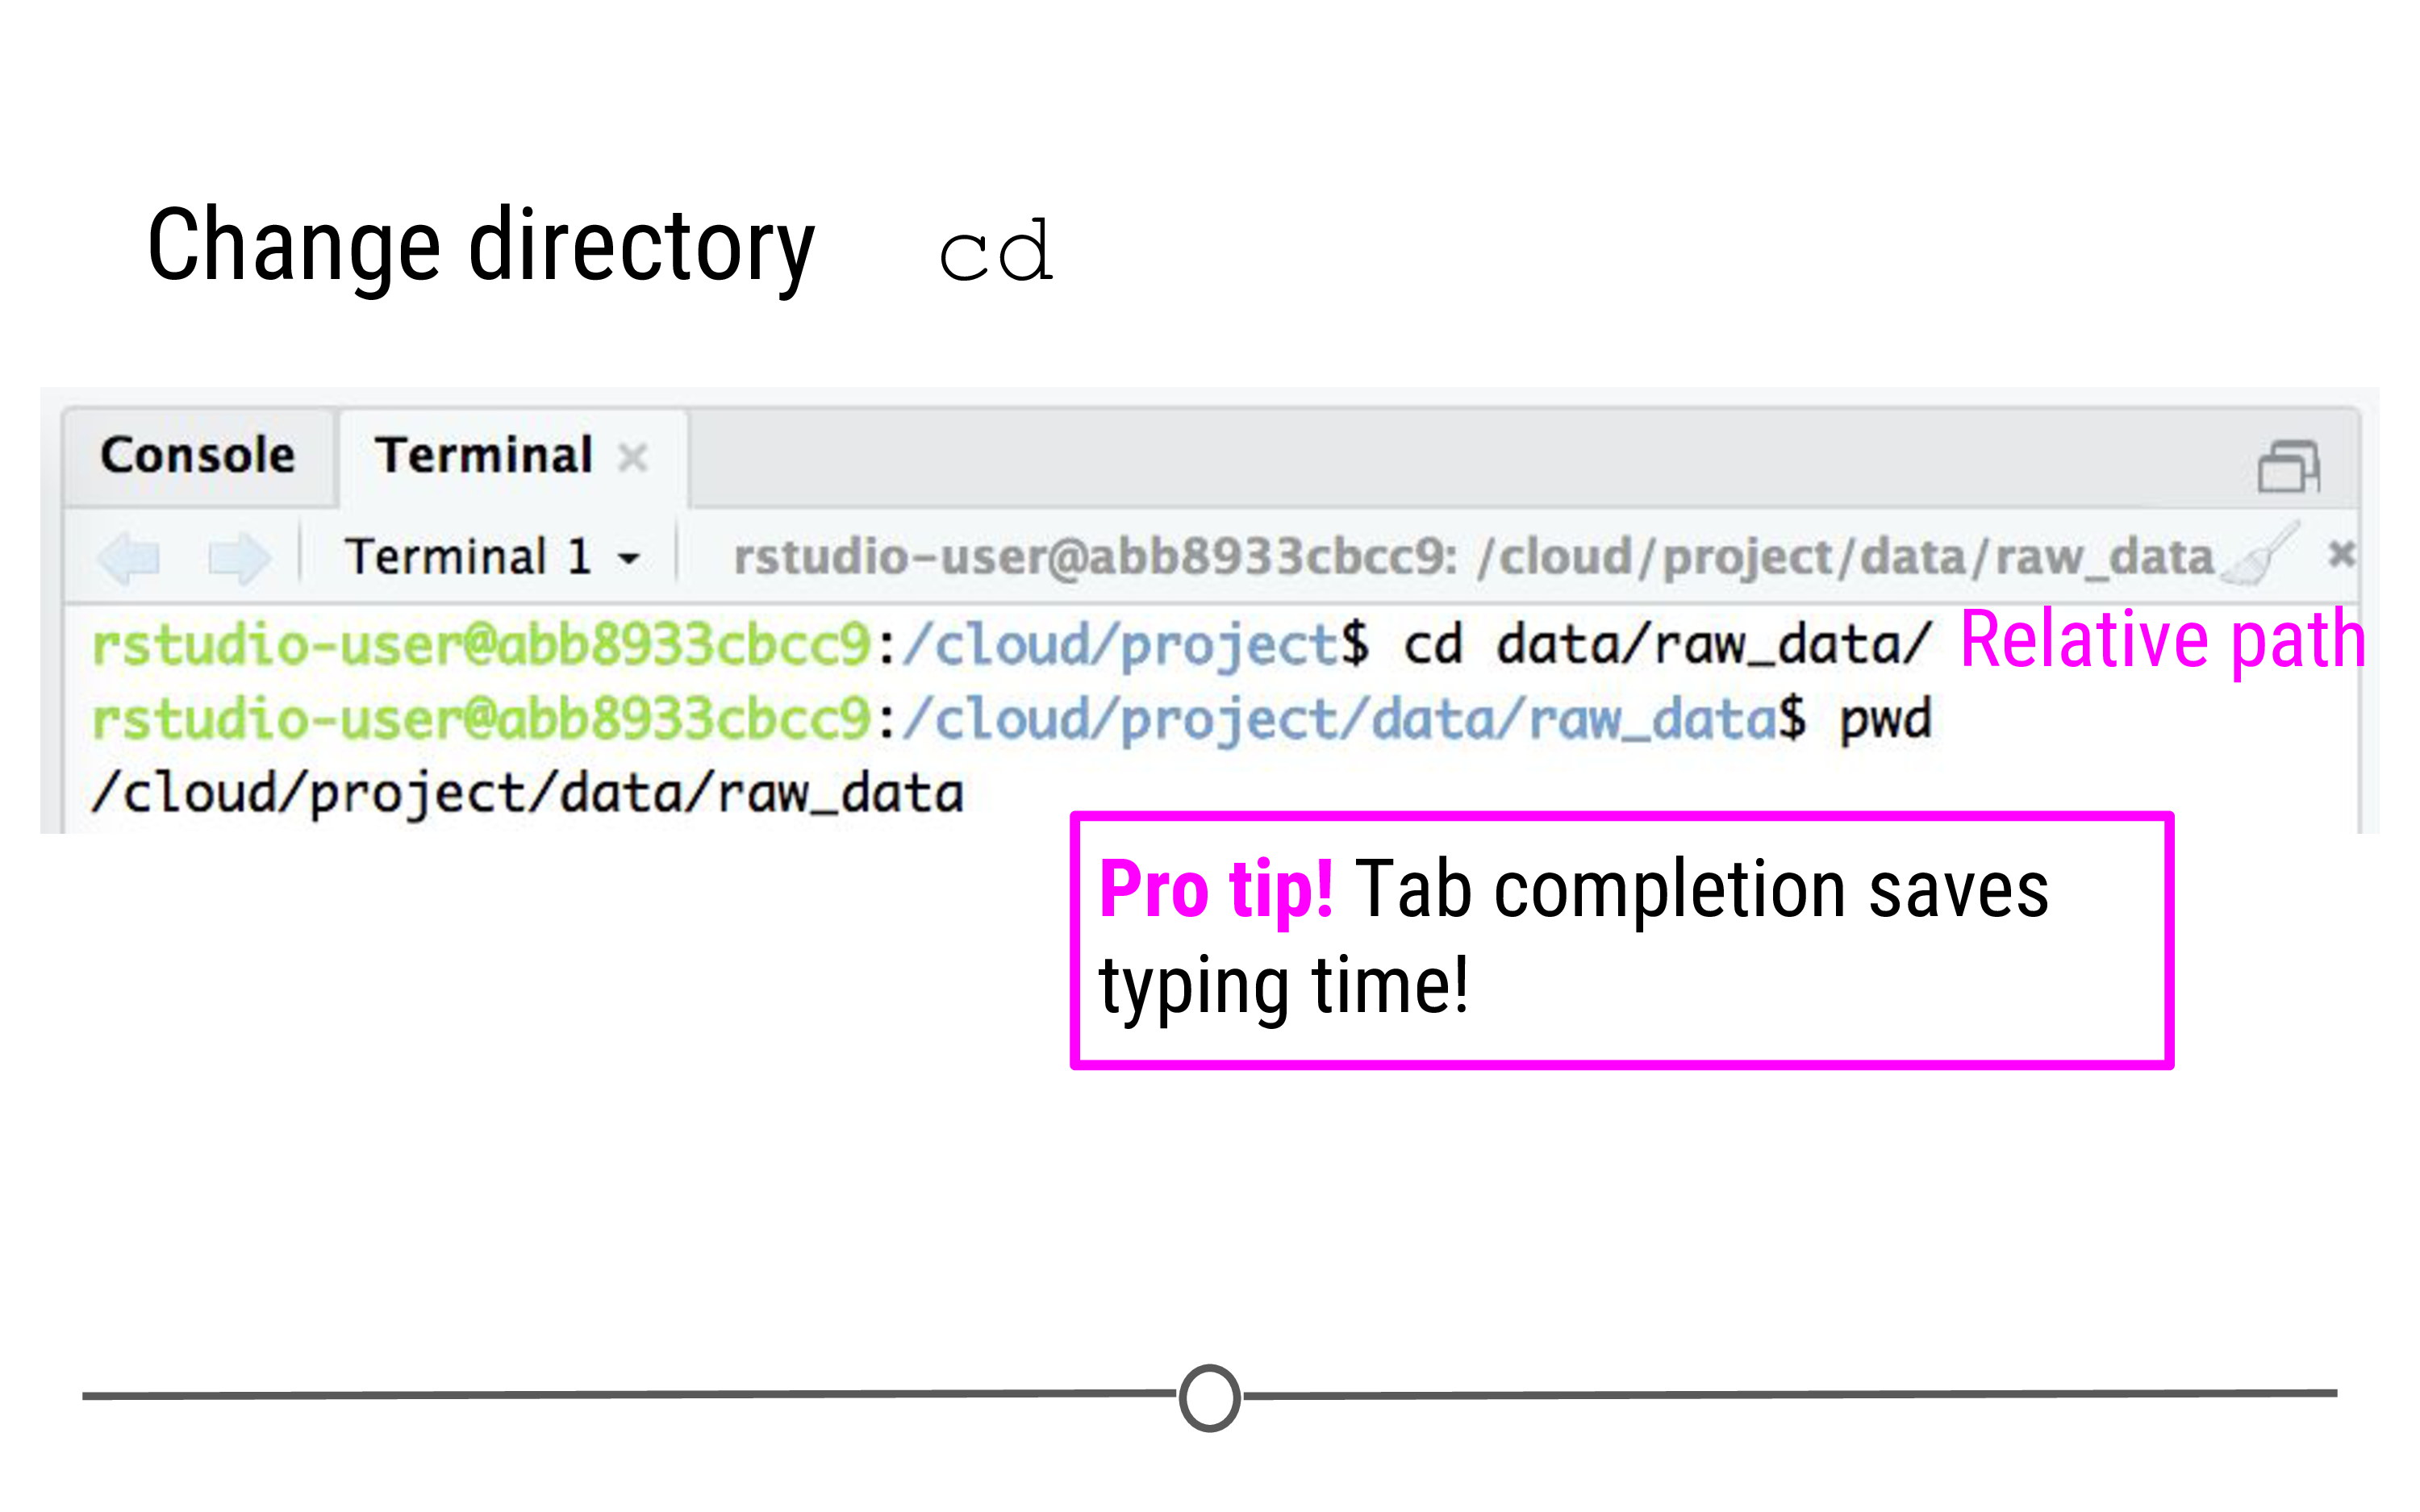 Change directory cd
Console Terminal
Terminal 1 rstudio-user@abb8933cbcc9: /cloud/project/data/raw_data
rstudio-user@abb8933cbcc9:/cloud/project$ cd data/raw_data/ Relative path
rstudio-user@abb8933cbcc9:/cloud/project/data/raw_data$ pwd
/cloud/project/data/raw_data
Pro tip! Tab completion saves
typing time!